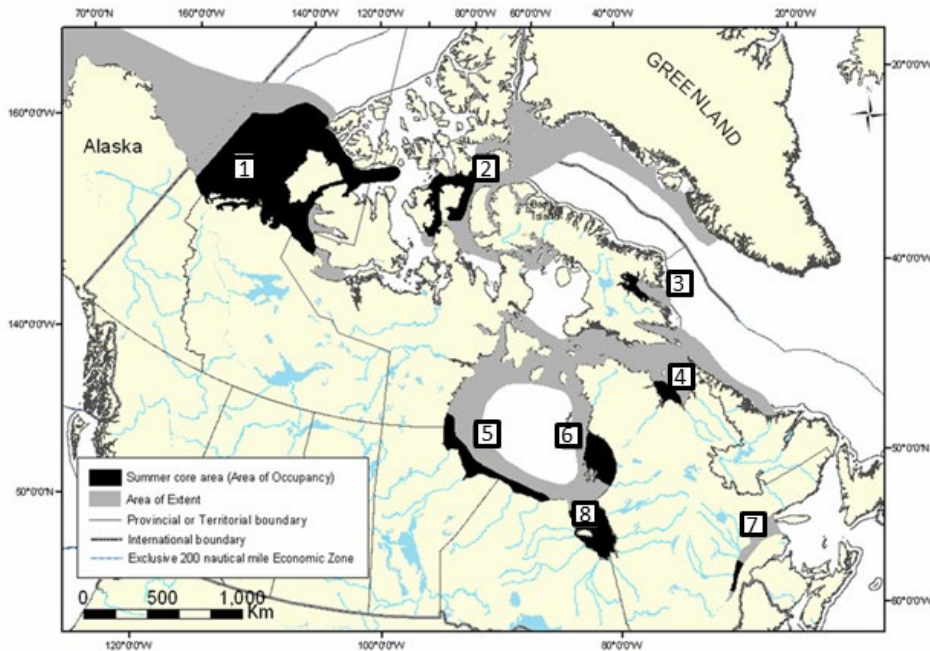 70°0'0"N
160°0'0"W
140°0'0"W
120°0'0"W
100°0'0"W
80°0'0"W
60°0'0"W
40°0'0"W
20°0'0"W
160°0'0"W
20°0'0"W
Alaska
GREENLAND
1
2
3
40°0'0"W
140°0'0"W
4
5
6
50°0'0"W
Summer core area (Area of Occupancy)
Area of Extent
Provincial or Territorial boundary
International boundary
Exclusive 200 nautical mile Economic Zone
50°0'0"N
8
7
0 500 1,000
Km
60°0'0"W
120°0'0"W
100°0'0"W
80°0'0"W